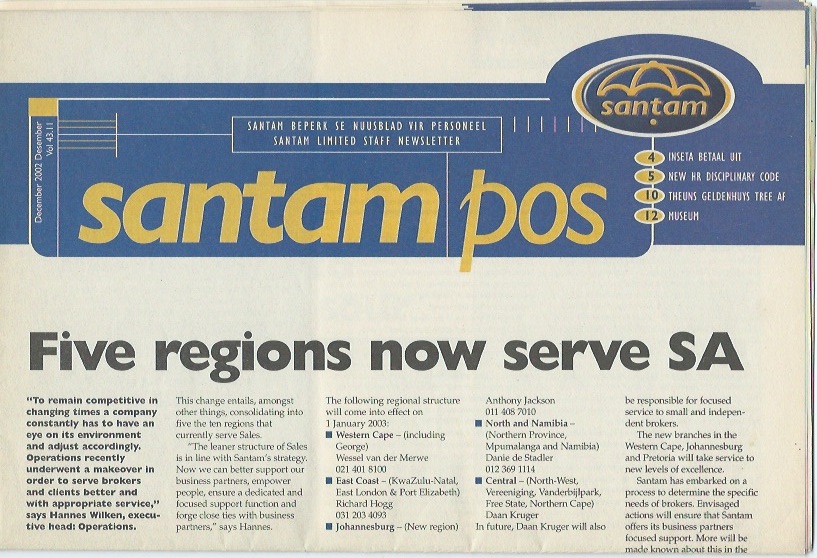 santam
December 2002 Desember
Vol 43.11
SANTAM BEPERK SE NUUSBLAD VIR PERSONEEL
SANTAM LIMITED STAFF NEWSLETTER
santam pos
4 INSETA BETAAL UIT
5 NEW HR DISCIPLINARY CODE
10 THEUNS GELDENHUYS TREE AF
12 MUSEUM
Five regions now serve SA
"To remain competitive in
changing times a company
constantly has to have an
eye on its environment
and adjust accordingly.
Operations recently
underwent a makeover in
order to serve brokers
and clients better and
with appropriate service,"
says Hannes Wilken, execu-
tive head: Operations.
This change entails, amongst
other things, consolidating into
five the ten regions that
currently serve Sales.
"The leaner structure of Sales
is in line with Santam's strategy.
Now we can better support our
business partners, empower
people, ensure a dedicated and
focused support function and
forge close ties with business
partners," says Hannes.
The following regional structure
will come into effect on
1 January 2003:
■ Western Cape – (including
George)
Wessel van der Merwe
021 401 8100
■ East Coast – (KwaZulu-Natal,
East London & Port Elizabeth)
Richard Hogg
031 203 4093
■ Johannesburg – (New region)
Anthony Jackson
011 408 7010
■ North and Namibia –
(Northern Province,
Mpumalanga and Namibia)
Danie de Stadler
012 369 1114
■ Central – (North-West,
Vereeniging, Vanderbijlpark,
Free State, Northern Cape)
Daan Kruger
In future, Daan Kruger will also
be responsible for focused
service to small and indepen-
dent brokers.
The new branches in the
Western Cape, Johannesburg
and Pretoria will take service to
new levels of excellence.
Santam has embarked on a
process to determine the specific
needs of brokers. Envisaged
actions will ensure that Santam
offers its business partners
focused support. More will be
made known about this in the